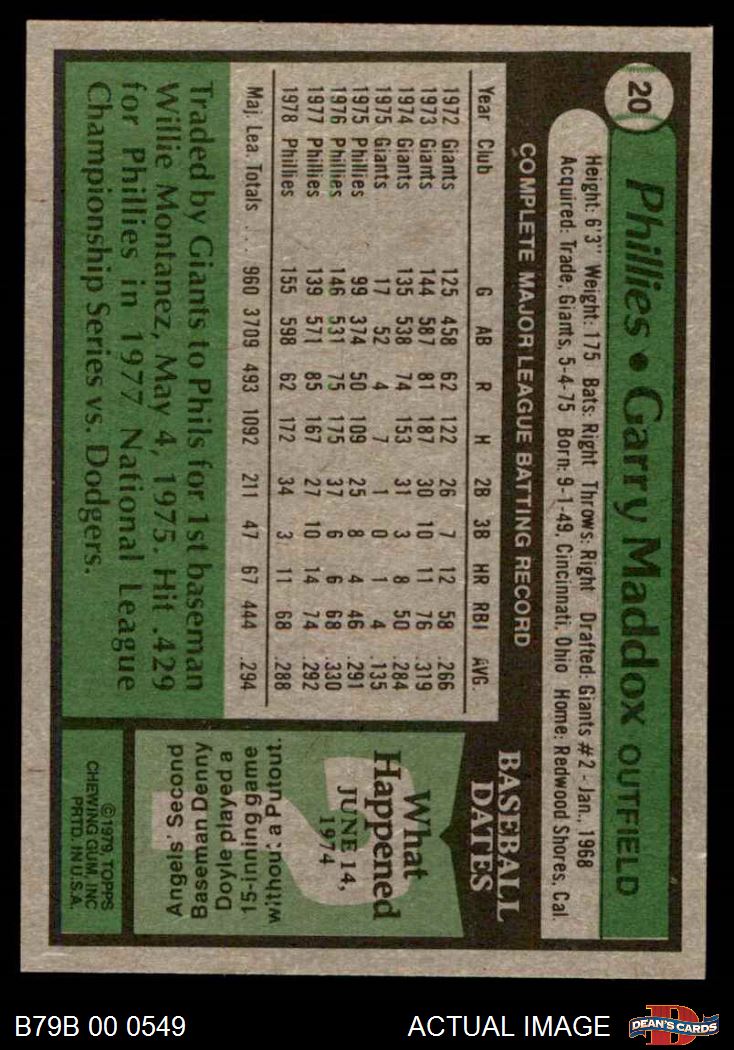 20
Phillies • Garry Maddox OUTFIELD
Height: 6'3" Weight: 175 Bats: Right Throws: Right Drafted: Giants #2 - Jan., 1968
Acquired: Trade, Giants, 5-4-75 Born: 9-1-49, Cincinnati, Ohio Home: Redwood Shores, Cal.
COMPLETE MAJOR LEAGUE BATTING RECORD
Year Club G AB R H 2B 3B HR RBI AVG.
1972 Giants 125 458 62 122 26 7 12 58 .266
1973 Giants 144 587 81 187 30 10 11 76 .319
1974 Giants 135 538 74 153 31 3 8 50 .284
1975 Giants 17 52 4 7 1 0 1 4 .135
1975 Phillies 99 374 50 109 25 8 4 46 .291
1976 Phillies 146 531 75 175 37 6 6 68 .330
1977 Phillies 139 571 85 167 27 10 14 74 .292
1978 Phillies 155 598 62 172 34 3 11 68 .288
Maj. Lea. Totals . . . 960 3709 493 1092 211 47 67 444 .294
Traded by Giants to Phils for 1st baseman
Willie Montanez, May 4, 1975. Hit .429
for Phillies in 1977 National League
Championship Series vs. Dodgers.
BASEBALL
DATES
What
Happened
JUNE 14,
1974
?
Angels' Second
Baseman Denny
Doyle played a
15-inning game
without a Putout.
©1979, TOPPS
CHEWING GUM, INC
PRTD. IN U.S.A.
B79B 00 0549
ACTUAL IMAGE
D
DEAN'S CARDS